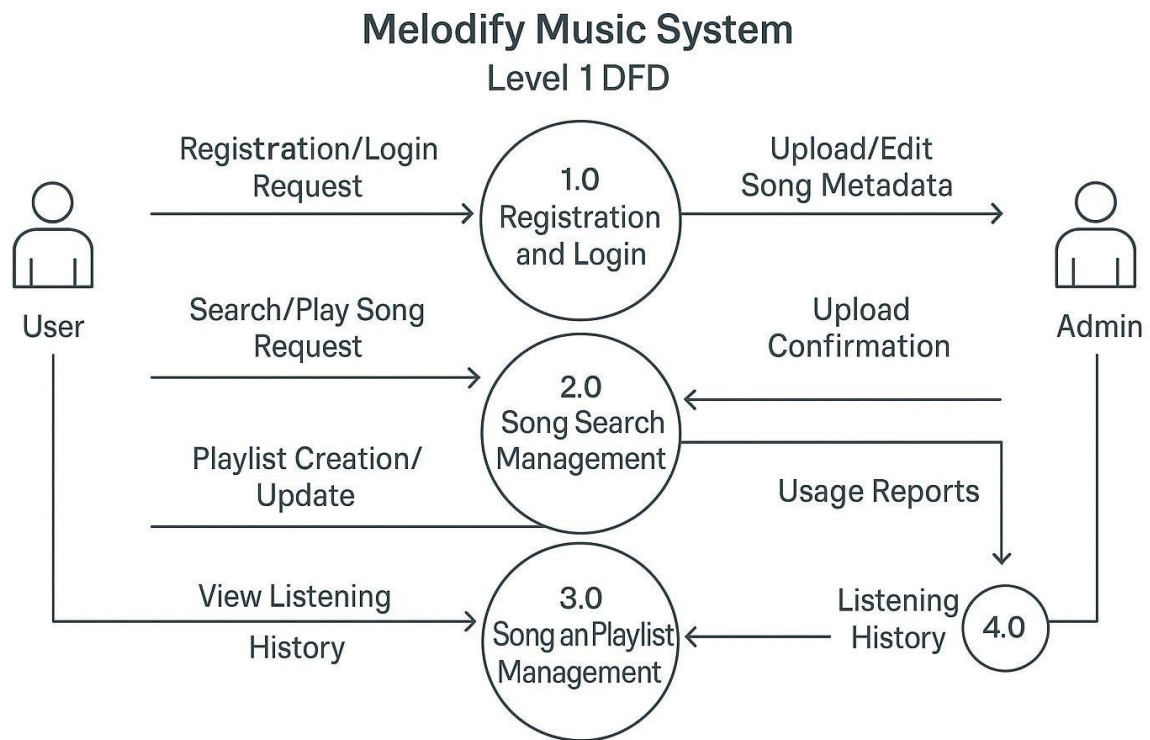 Melodify Music System
Level 1 DFD
Registration/Login
Request
1.0
Registration
and Login
Upload/Edit
Song Metadata
User
Admin
Search/Play Song
Request
2.0
Song Search
Management
Upload
Confirmation
Playlist Creation/
Update
Usage Reports
View Listening
History
3.0
Song anPlaylist
Management
Listening
History
4.0